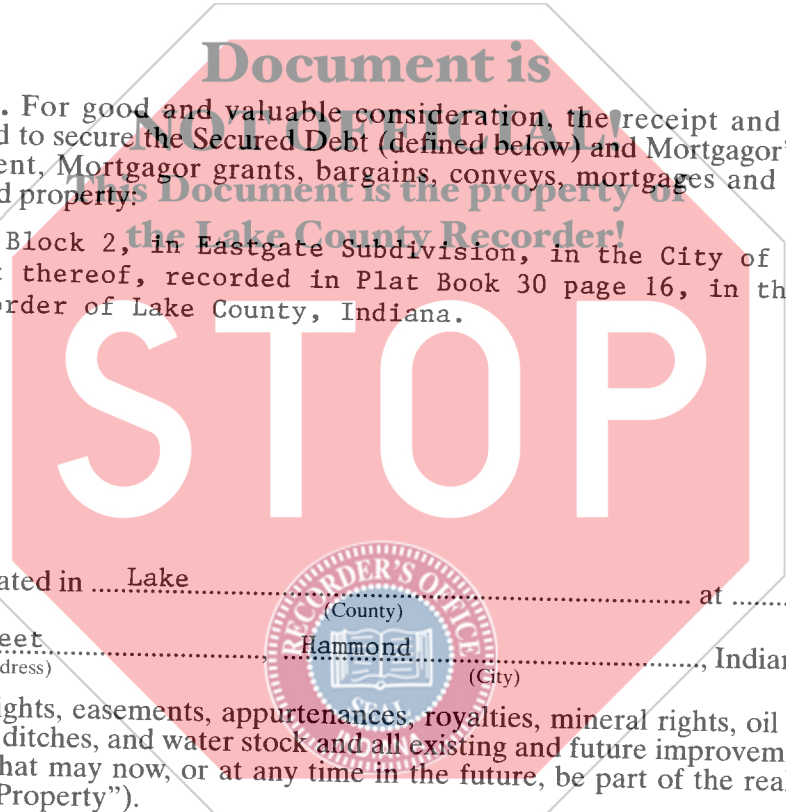 Document is
. For good and valuable consideration, the receipt and
NOT OFFICIAL!
d to secure the Secured Debt (defined below) and Mortgagor'
ent, Mortgagor grants, bargains, conveys, mortgages and
This Document is the property of
d property:
the Lake County Recorder!
Block 2, in Eastgate Subdivision, in the City of
t thereof, recorded in Plat Book 30 page 16, in th
order of Lake County, Indiana.
STOP
ated in .... Lake .... at ....
(County)
RECORDER'S OFFICE
eet ...., Hammond ...., Indian
dress) (City)
SEAL
INDIANA
ights, easements, appurtenances, royalties, mineral rights, oil
ditches, and water stock and all existing and future improvem
hat may now, or at any time in the future, be part of the real
Property").